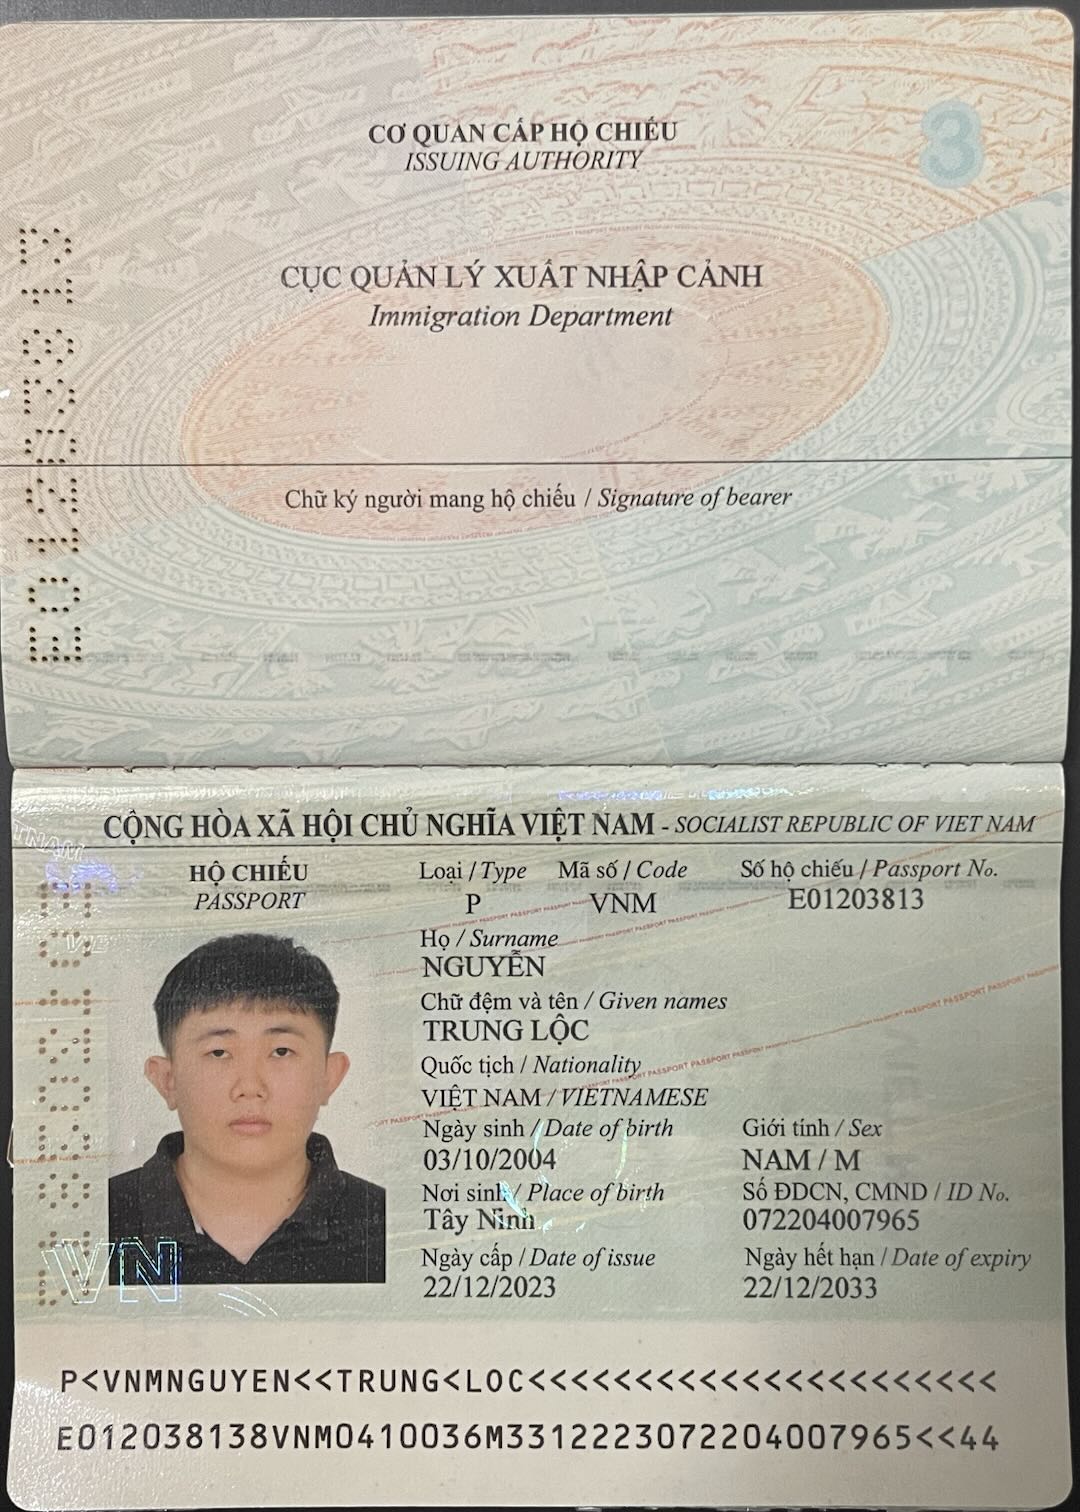 CƠ QUAN CẤP HỘ CHIẾU
ISSUING AUTHORITY
3
CỤC QUẢN LÝ XUẤT NHẬP CẢNH
Immigration Department
Chữ ký người mang hộ chiếu / Signature of bearer
E01203813
CỘNG HÒA XÃ HỘI CHỦ NGHĨA VIỆT NAM - SOCIALIST REPUBLIC OF VIET NAM
HỘ CHIẾU
PASSPORT
Loại / Type Mã số / Code Số hộ chiếu / Passport No.
P VNM E01203813
Họ / Surname
NGUYỄN
Chữ đệm và tên / Given names
TRUNG LỘC
Quốc tịch / Nationality
VIỆT NAM / VIETNAMESE
Ngày sinh / Date of birth Giới tính / Sex
03/10/2004 NAM / M
Nơi sinh / Place of birth Số ĐDCN, CMND / ID No.
Tây Ninh 072204007965
Ngày cấp / Date of issue Ngày hết hạn / Date of expiry
22/12/2023 22/12/2033
VN
P<VNMNGUYEN<<TRUNG<LOC<<<<<<<<<<<<<<<<<<<<<<
E012038138VNM0410036M3312223072204007965<<44